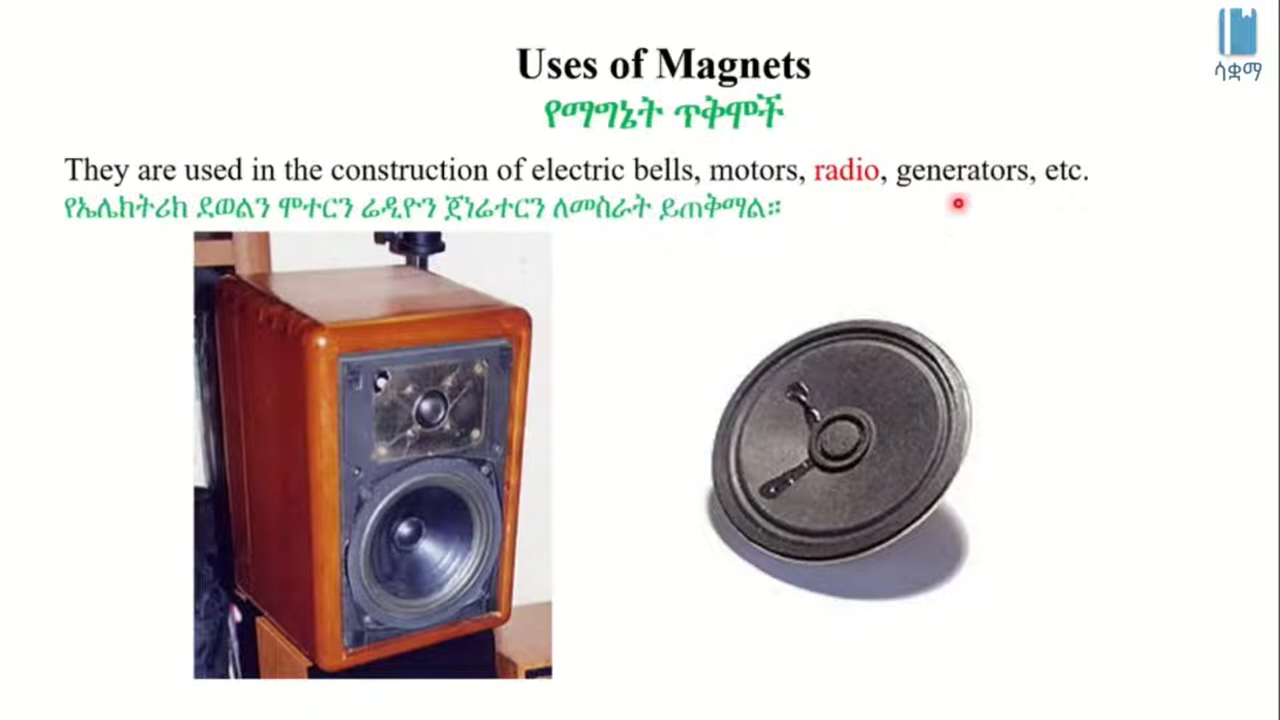 ሳቋማ
Uses of Magnets
የማግኔት ጥቅሞች
They are used in the construction of electric bells, motors, radio, generators, etc.
የኤሌክትሪክ ደወልን ሞተርን ሬዲዮን ጀነሬተርን ለመስራት ይጠቅማል።